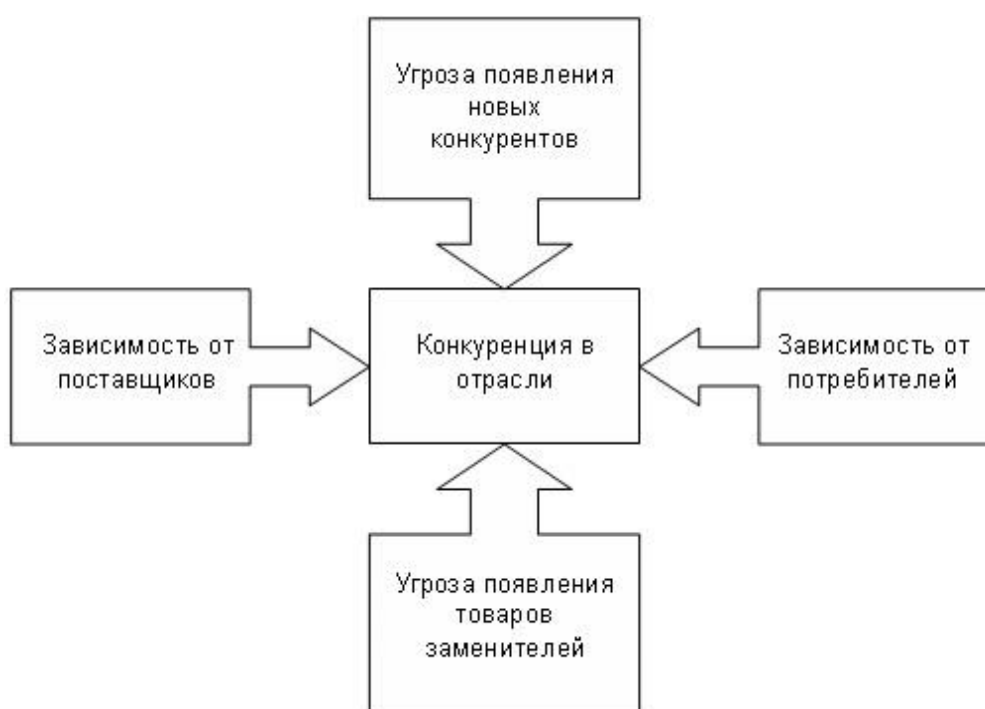 Угроза появления
новых
конкурентов
Зависимость от
поставщиков
Конкуренция в
отрасли
Зависимость от
потребителей
Угроза появления
товаров
заменителей